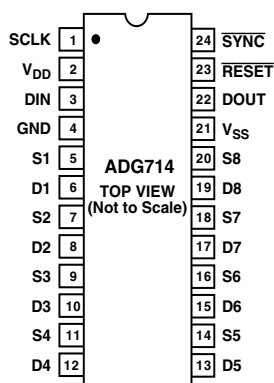 SCLK 1 24 SYNC
VDD 2 23 RESET
DIN 3 22 DOUT
GND 4 21 VSS
S1 5 20 S8
D1 6 ADG714 19 D8
TOP VIEW
S2 7 (Not to Scale) 18 S7
D2 8 17 D7
S3 9 16 S6
D3 10 15 D6
S4 11 14 S5
D4 12 13 D5